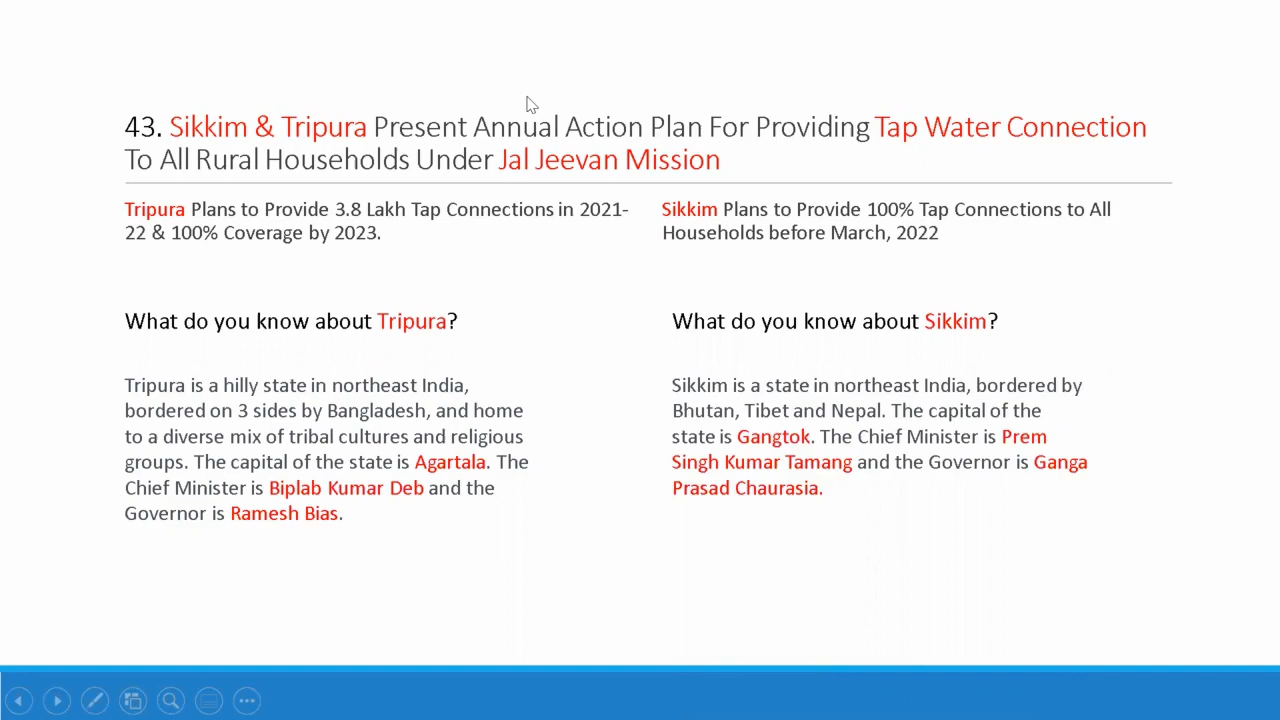 43. Sikkim & Tripura Present Annual Action Plan For Providing Tap Water Connection
To All Rural Households Under Jal Jeevan Mission
Tripura Plans to Provide 3.8 Lakh Tap Connections in 2021-
22 & 100% Coverage by 2023.
Sikkim Plans to Provide 100% Tap Connections to All
Households before March, 2022
What do you know about Tripura?
Tripura is a hilly state in northeast India,
bordered on 3 sides by Bangladesh, and home
to a diverse mix of tribal cultures and religious
groups. The capital of the state is Agartala. The
Chief Minister is Biplab Kumar Deb and the
Governor is Ramesh Bias.
What do you know about Sikkim?
Sikkim is a state in northeast India, bordered by
Bhutan, Tibet and Nepal. The capital of the
state is Gangtok. The Chief Minister is Prem
Singh Kumar Tamang and the Governor is Ganga
Prasad Chaurasia.